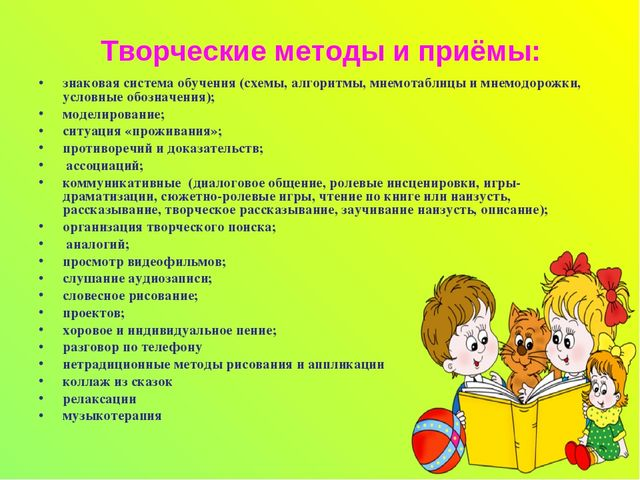 Творческие методы и приёмы:
• знаковая система обучения (схемы, алгоритмы, мнемотаблицы и мнемодорожки,
условные обозначения);
• моделирование;
• ситуация «проживания»;
• противоречий и доказательств;
• ассоциаций;
• коммуникативные (диалоговое общение, ролевые инсценировки, игры-
драматизации, сюжетно-ролевые игры, чтение по книге или наизусть,
рассказывание, творческое рассказывание, заучивание наизусть, описание);
• организация творческого поиска;
• аналогий;
• просмотр видеофильмов;
• слушание аудиозаписи;
• словесное рисование;
• проектов;
• хоровое и индивидуальное пение;
• разговор по телефону
• нетрадиционные методы рисования и аппликации
• коллаж из сказок
• релаксации
• музыкотерапия